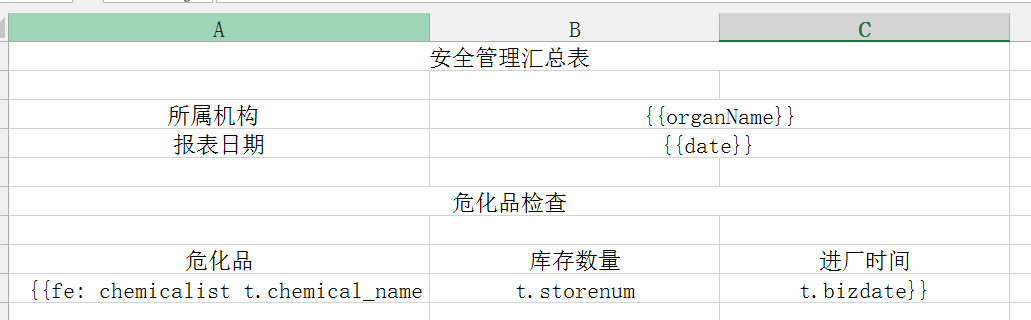 A B C
安全管理汇总表
所属机构 {{organName}}
报表日期 {{date}}
危化品检查
危化品 库存数量 进厂时间
{{fe: chemicalist t.chemical_name t.storenum t.bizdate}}